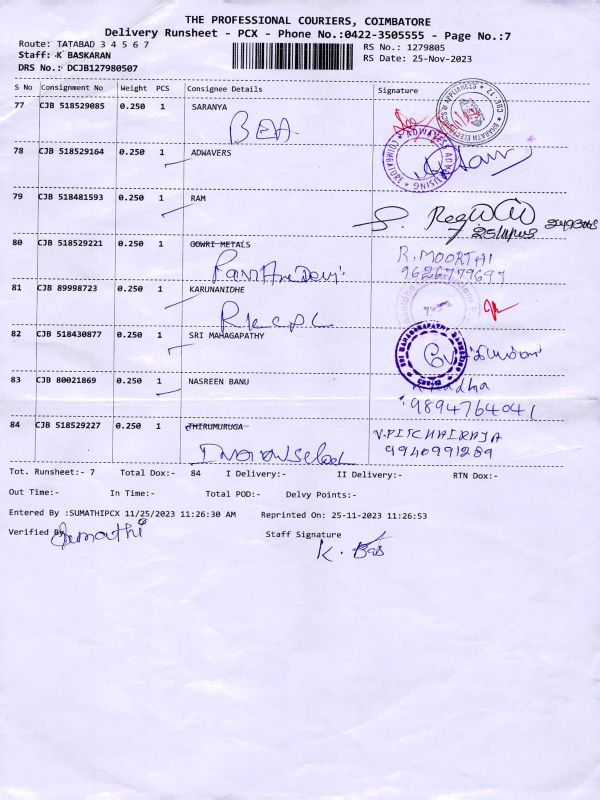 THE PROFESSIONAL COURIERS, COIMBATORE
Delivery Runsheet - PCX - Phone No.:0422-3505555 - Page No.:7
Route: TATABAD 3 4 5 6 7 RS No.: 1279805
Staff: K BASKARAN RS Date: 25-Nov-2023
DRS No.: DCJB127980507
S No Consignment No Weight PCS Consignee Details Signature
77 CJB 518529085 0.250 1 SARANYA
BEA
78 CJB 518529164 0.250 1 ADWAVERS
79 CJB 518481593 0.250 1 RAM
80 CJB 518529221 0.250 1 GOWRI METALS R.MOORTHI
9626779697
81 CJB 89998723 0.250 1 KARUNANIDHE
82 CJB 518430877 0.250 1 SRI MAHAGAPATHY
83 CJB 80021869 0.250 1 NASREEN BANU Radha
9894764041
84 CJB 518529227 0.250 1 THIRUMURUGA V.PITCHAIRAJA
9940991289
Tot. Runsheet:- 7 Total Dox:- 84 I Delivery:- II Delivery:- RTN Dox:-
Out Time:- In Time:- Total POD:- Delvy Points:-
Entered By :SUMATHIPCX 11/25/2023 11:26:30 AM Reprinted On: 25-11-2023 11:26:53
Verified By Sumathi Staff Signature
K. Bas